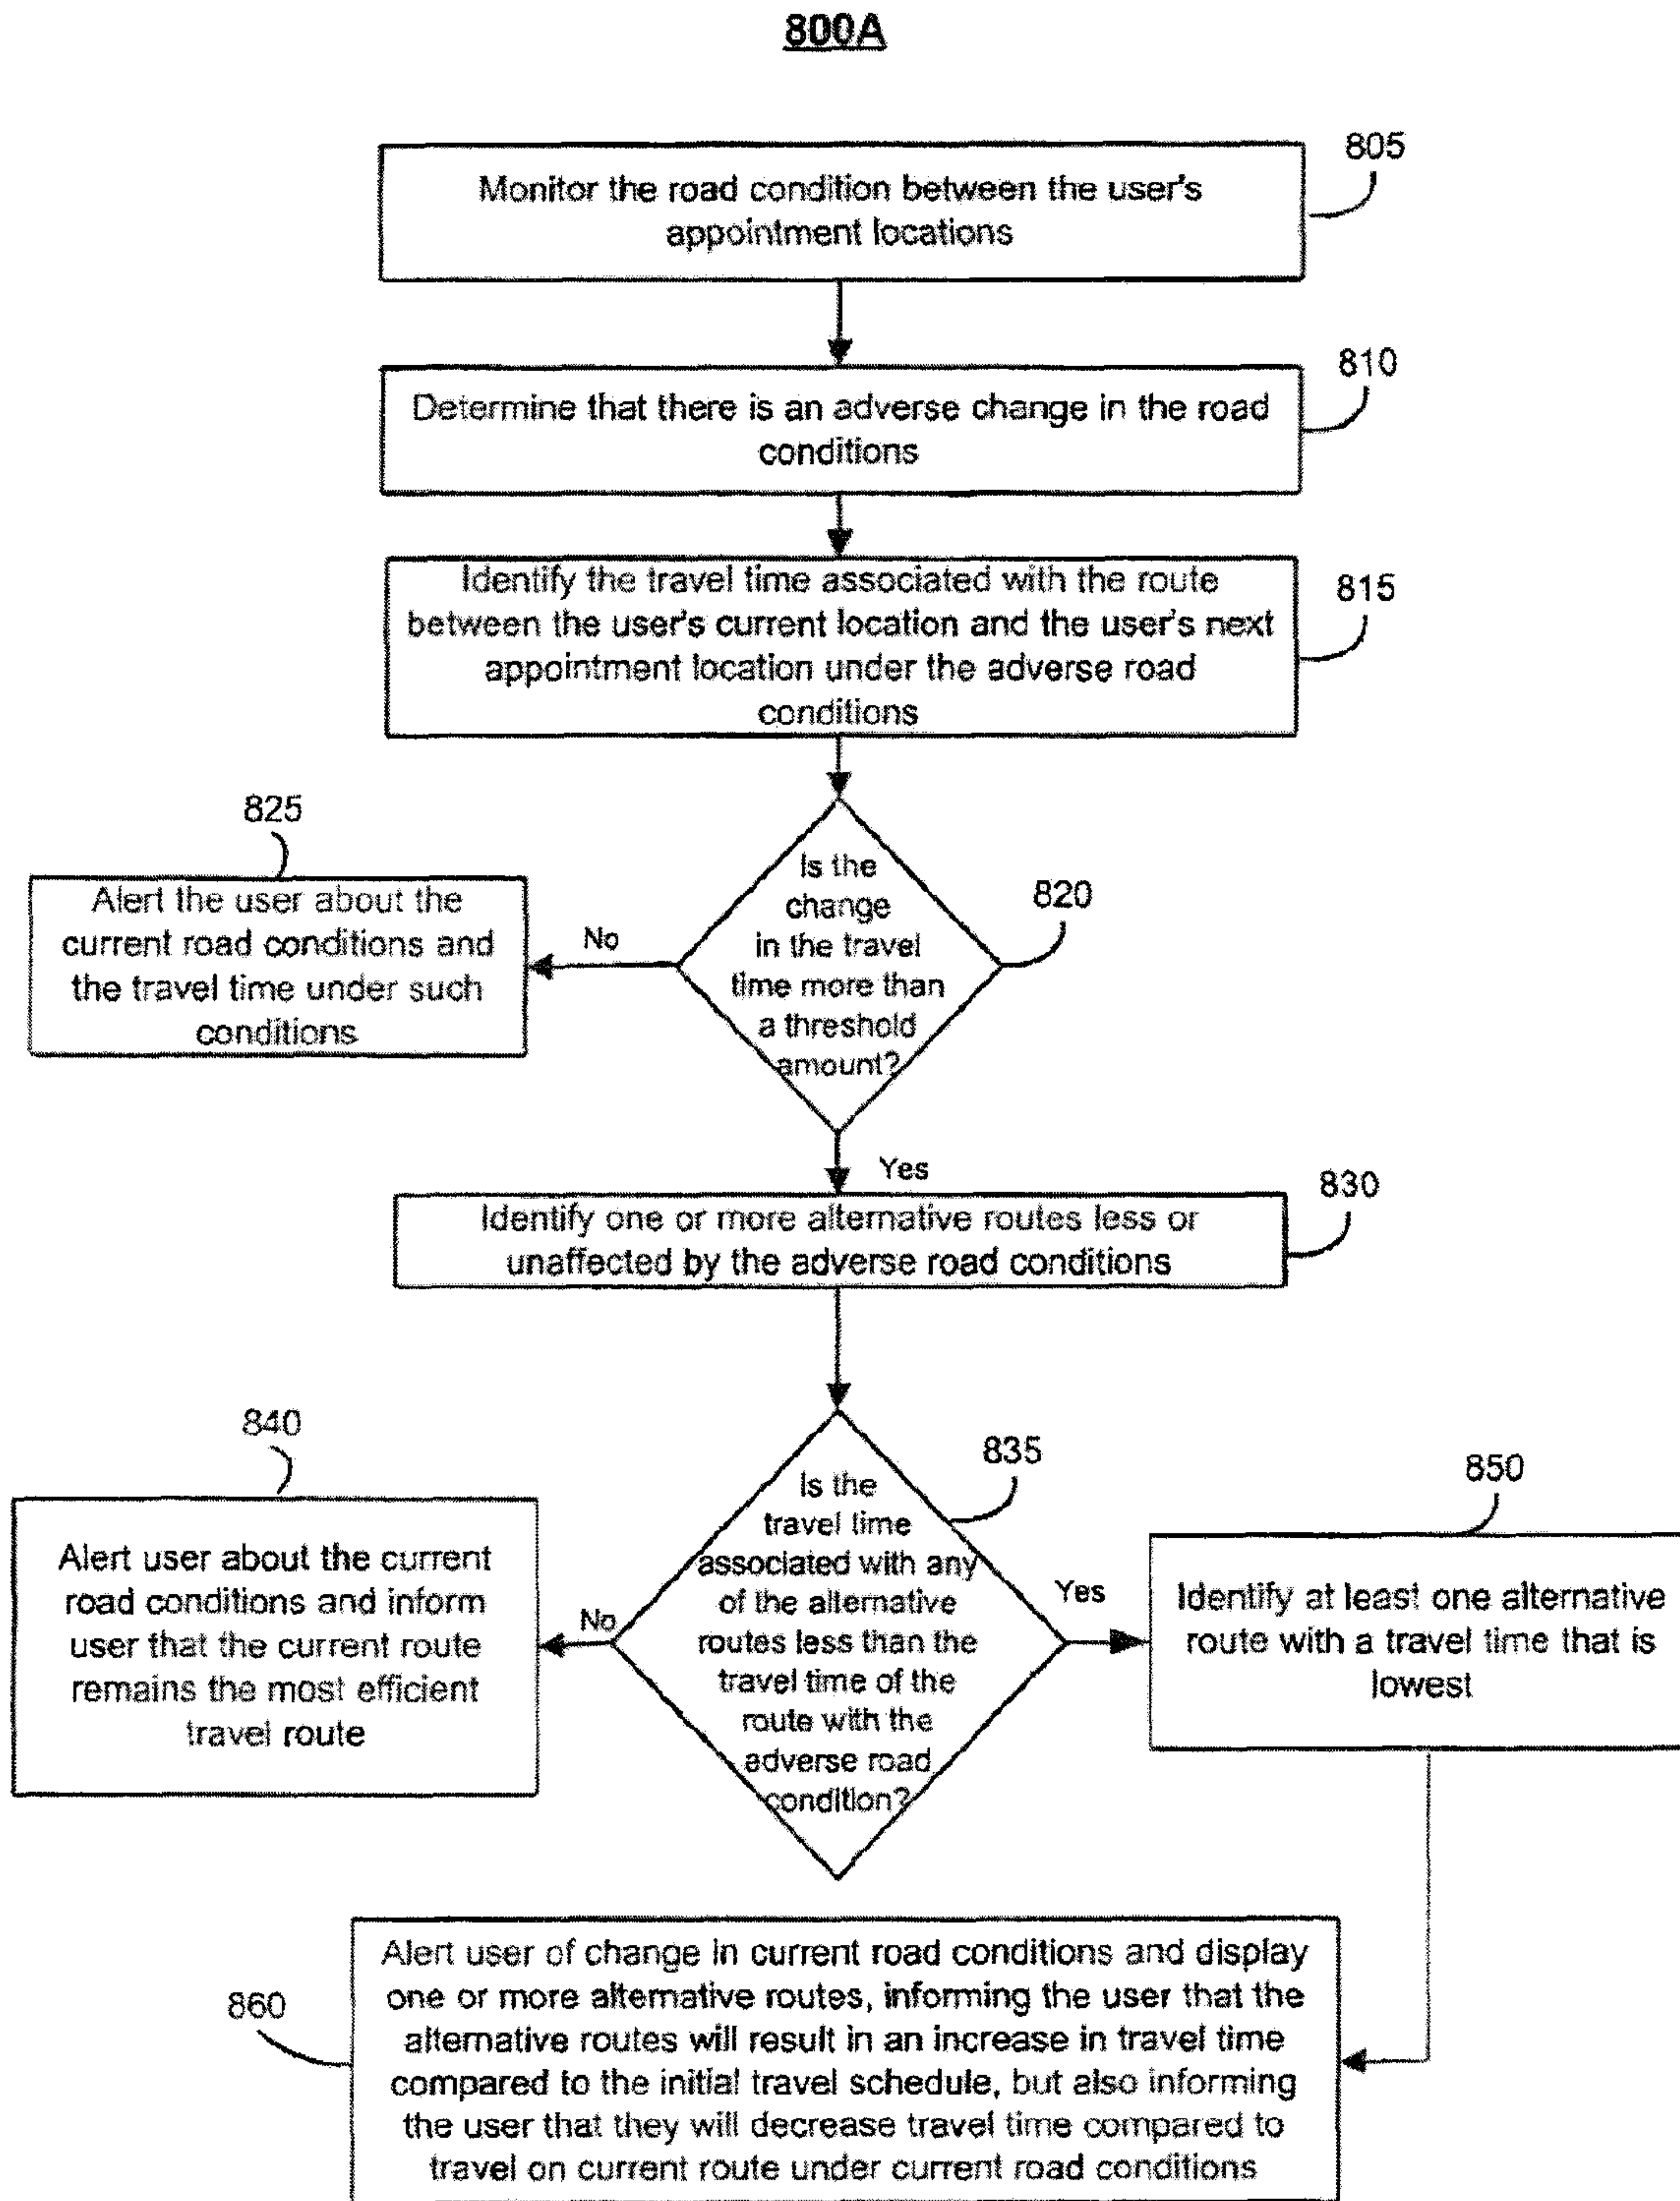 800A
805
Monitor the road condition between the user's
appointment locations
810
Determine that there is an adverse change in the road
conditions
815
Identify the travel time associated with the route
between the user's current location and the user's next
appointment location under the adverse road
conditions
820
Is the
change
in the travel
time more than
a threshold
amount?
No
825
Alert the user about the
current road conditions and
the travel time under such
conditions
Yes
830
Identify one or more alternative routes less or
unaffected by the adverse road conditions
835
Is the
travel time
associated with any
of the alternative
routes less than the
travel time of the
route with the
adverse road
condition?
No
840
Alert user about the current
road conditions and inform
user that the current route
remains the most efficient
travel route
Yes
850
Identify at least one alternative
route with a travel time that is
lowest
860
Alert user of change in current road conditions and display
one or more alternative routes, informing the user that the
alternative routes will result in an increase in travel time
compared to the initial travel schedule, but also informing
the user that they will decrease travel time compared to
travel on current route under current road conditions